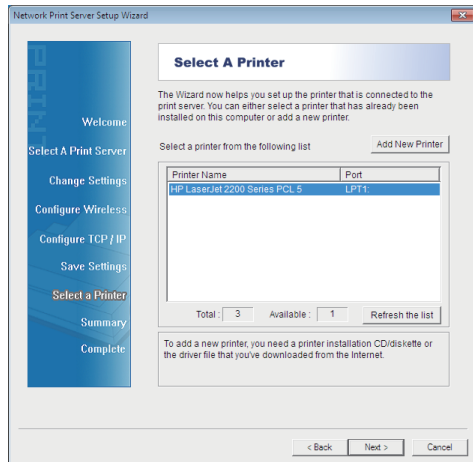 Network Print Server Setup Wizard
PRINT
Welcome
Select A Print Server
Change Settings
Configure Wireless
Configure TCP / IP
Save Settings
Select a Printer
Summary
Complete
Select A Printer
The Wizard now helps you set up the printer that is connected to the
print server. You can either select a printer that has already been
installed on this computer or add a new printer.
Select a printer from the following list
Add New Printer
Printer Name Port
HP LaserJet 2200 Series PCL 5 LPT1:
Total : 3 Available : 1 Refresh the list
To add a new printer, you need a printer installation CD/diskette or
the driver file that you've downloaded from the Internet.
< Back Next > Cancel